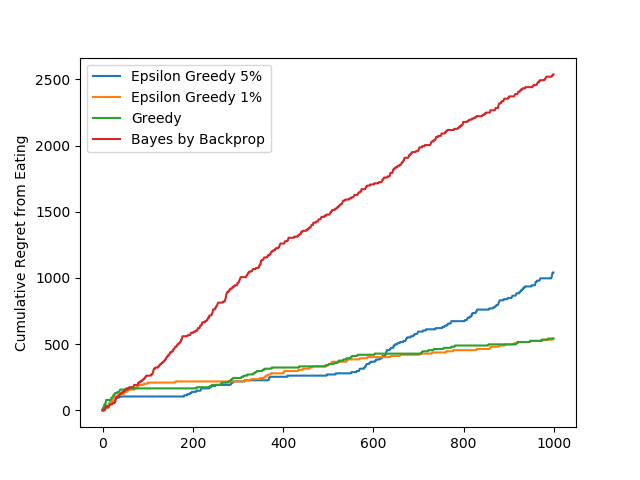 Epsilon Greedy 5%
Epsilon Greedy 1%
Greedy
Bayes by Backprop
Cumulative Regret from Eating
2500
2000
1500
1000
500
0
0 200 400 600 800 1000